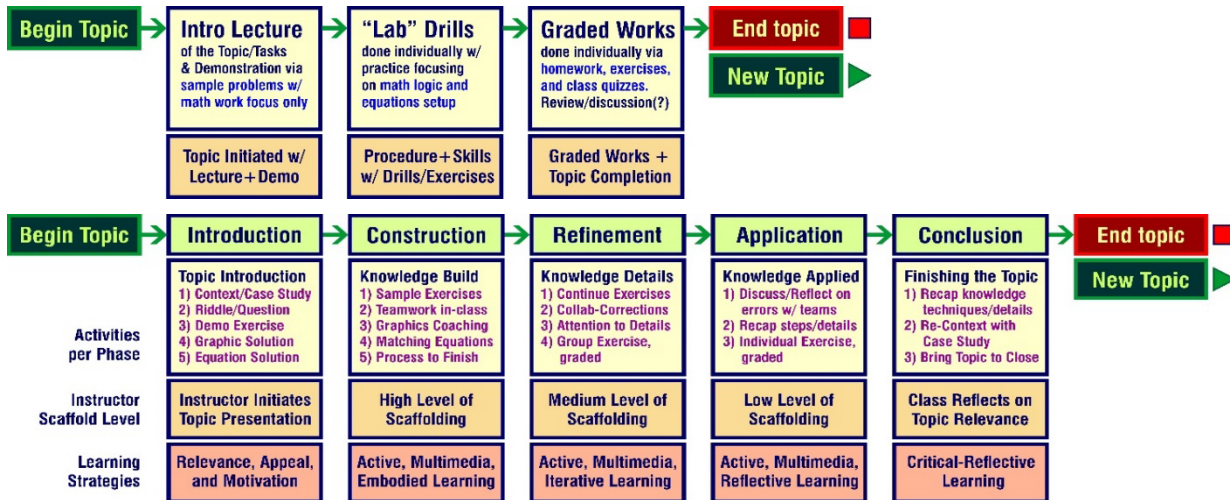 Begin Topic
Intro Lecture
of the Topic/Tasks
& Demonstration via
sample problems w/
math work focus only
"Lab" Drills
done individually w/
practice focusing
on math logic and
equations setup
Graded Works
done individually via
homework, exercises,
and class quizzes.
Review/discussion(?)
End topic
New Topic
Topic Initiated w/
Lecture+Demo
Procedure+Skills
w/ Drills/Exercises
Graded Works +
Topic Completion
Begin Topic
Introduction
Construction
Refinement
Application
Conclusion
End topic
New Topic
Activities
per Phase
Topic Introduction
1) Context/Case Study
2) Riddle/Question
3) Demo Exercise
4) Graphic Solution
5) Equation Solution
Knowledge Build
1) Sample Exercises
2) Teamwork in-class
3) Graphics Coaching
4) Matching Equations
5) Process to Finish
Knowledge Details
1) Continue Exercises
2) Collab-Corrections
3) Attention to Details
4) Group Exercise,
graded
Knowledge Applied
1) Discuss/Reflect on
errors w/ teams
2) Recap steps/details
3) Individual Exercise,
graded
Finishing the Topic
1) Recap knowledge
techniques/details
2) Re-Context with
Case Study
3) Bring Topic to Close
Instructor
Scaffold Level
Instructor Initiates
Topic Presentation
High Level of
Scaffolding
Medium Level of
Scaffolding
Low Level of
Scaffolding
Class Reflects on
Topic Relevance
Learning
Strategies
Relevance, Appeal,
and Motivation
Active, Multimedia,
Embodied Learning
Active, Multimedia,
Iterative Learning
Active, Multimedia,
Reflective Learning
Critical-Reflective
Learning